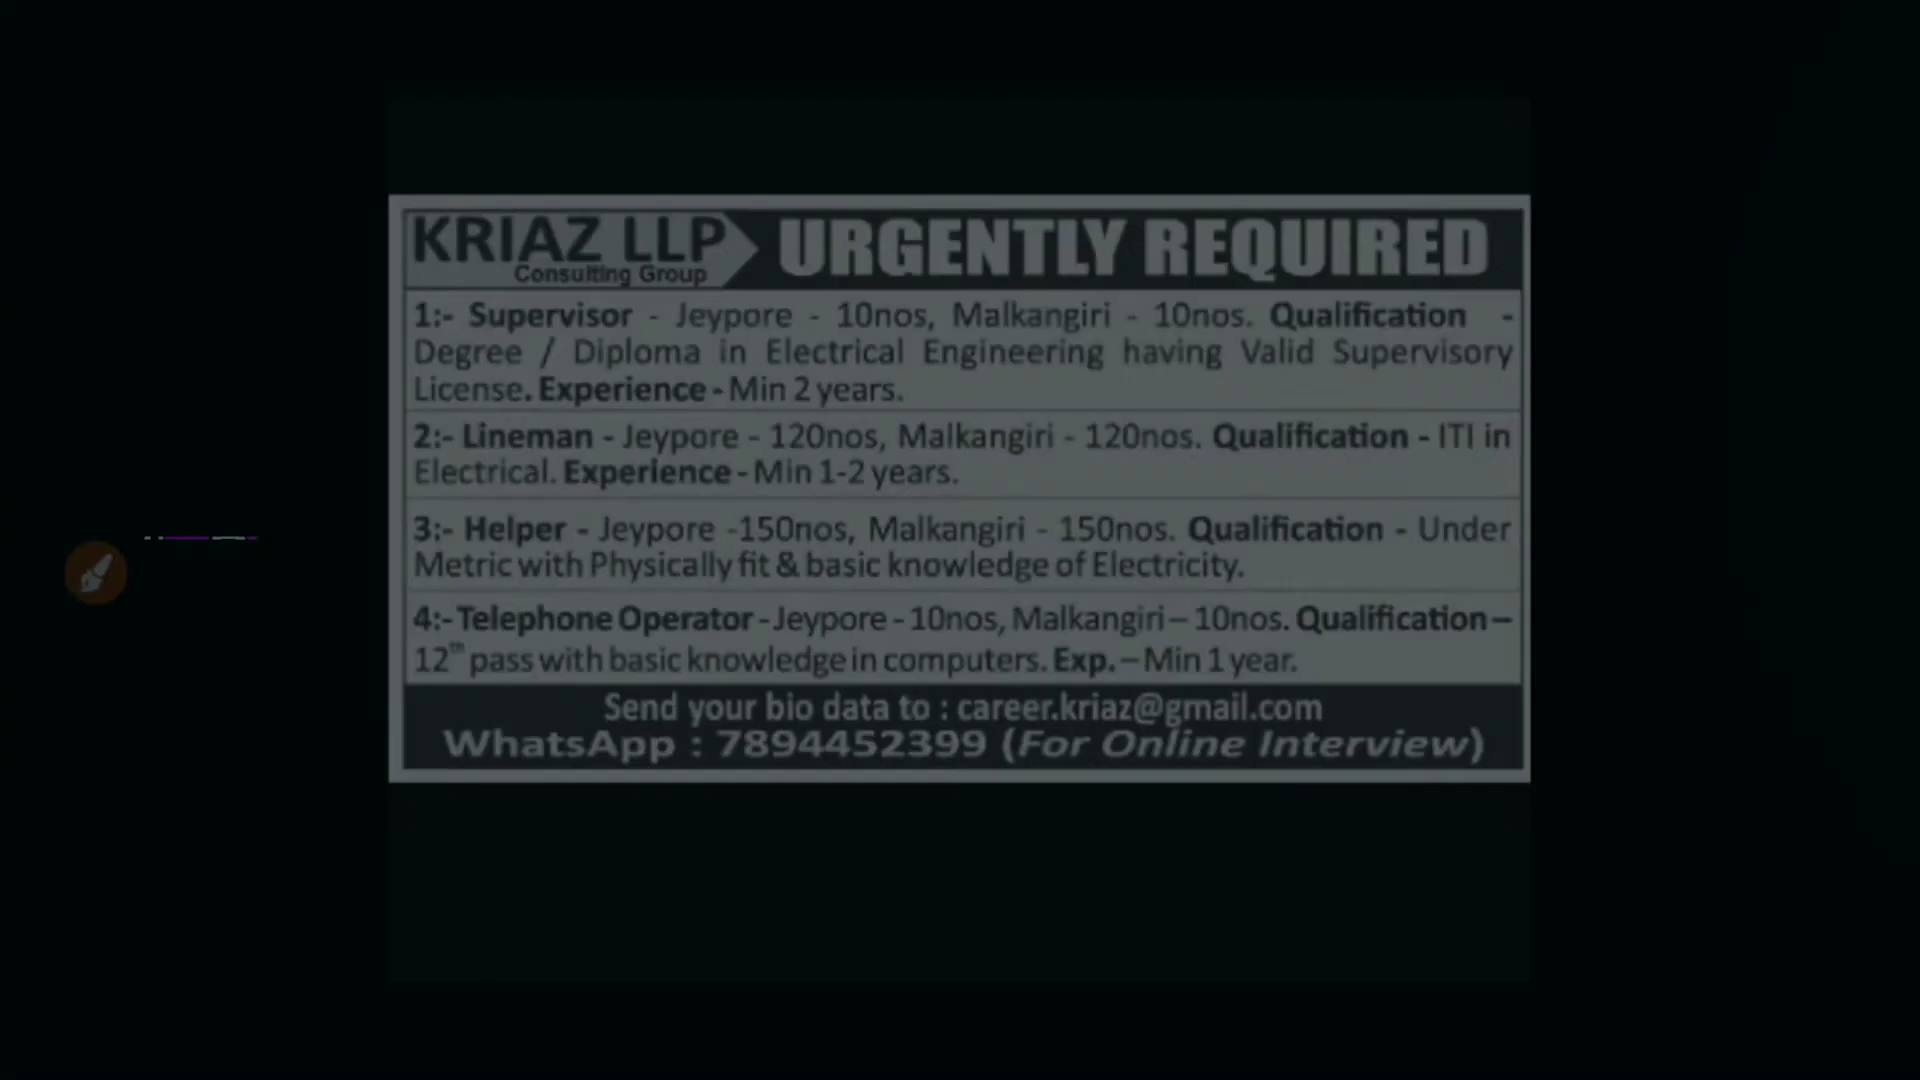 KRIAZ LLP URGENTLY REQUIRED
Consulting Group
1:- Supervisor - Jeypore - 10nos, Malkangiri - 10nos. Qualification -
Degree / Diploma in Electrical Engineering having Valid Supervisory
License. Experience - Min 2 years.
2:- Lineman - Jeypore - 120nos, Malkangiri - 120nos. Qualification - ITI in
Electrical. Experience - Min 1-2 years.
3:- Helper - Jeypore -150nos, Malkangiri - 150nos. Qualification - Under
Metric with Physically fit & basic knowledge of Electricity.
4:- Telephone Operator - Jeypore - 10nos, Malkangiri – 10nos. Qualification –
12th pass with basic knowledge in computers. Exp. – Min 1 year.
Send your bio data to : career.kriaz@gmail.com
WhatsApp : 7894452399 (For Online Interview)